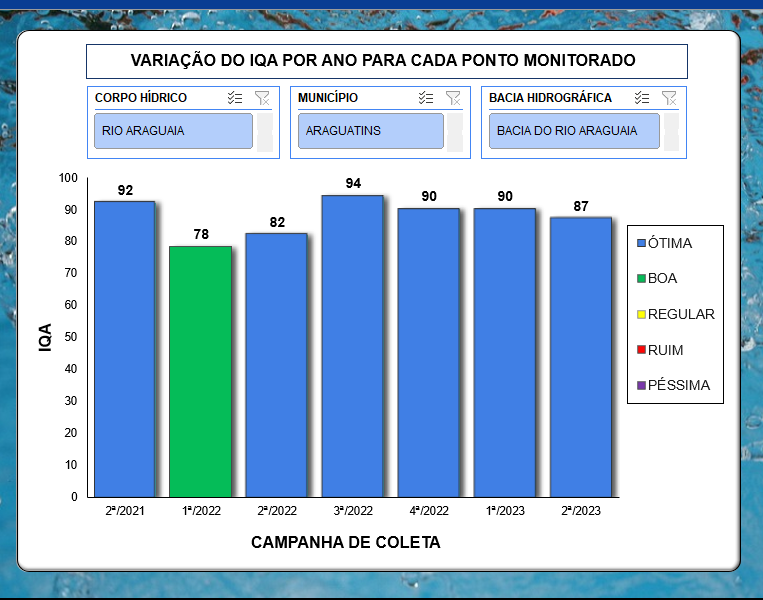 VARIAÇÃO DO IQA POR ANO PARA CADA PONTO MONITORADO
CORPO HÍDRICO
RIO ARAGUAIA
MUNICÍPIO
ARAGUATINS
BACIA HIDROGRÁFICA
BACIA DO RIO ARAGUAIA
IQA
100
90
80
70
60
50
40
30
20
10
0
92
78
82
94
90
90
87
2ª/2021
1ª/2022
2ª/2022
3ª/2022
4ª/2022
1ª/2023
2ª/2023
CAMPANHA DE COLETA
ÓTIMA
BOA
REGULAR
RUIM
PÉSSIMA